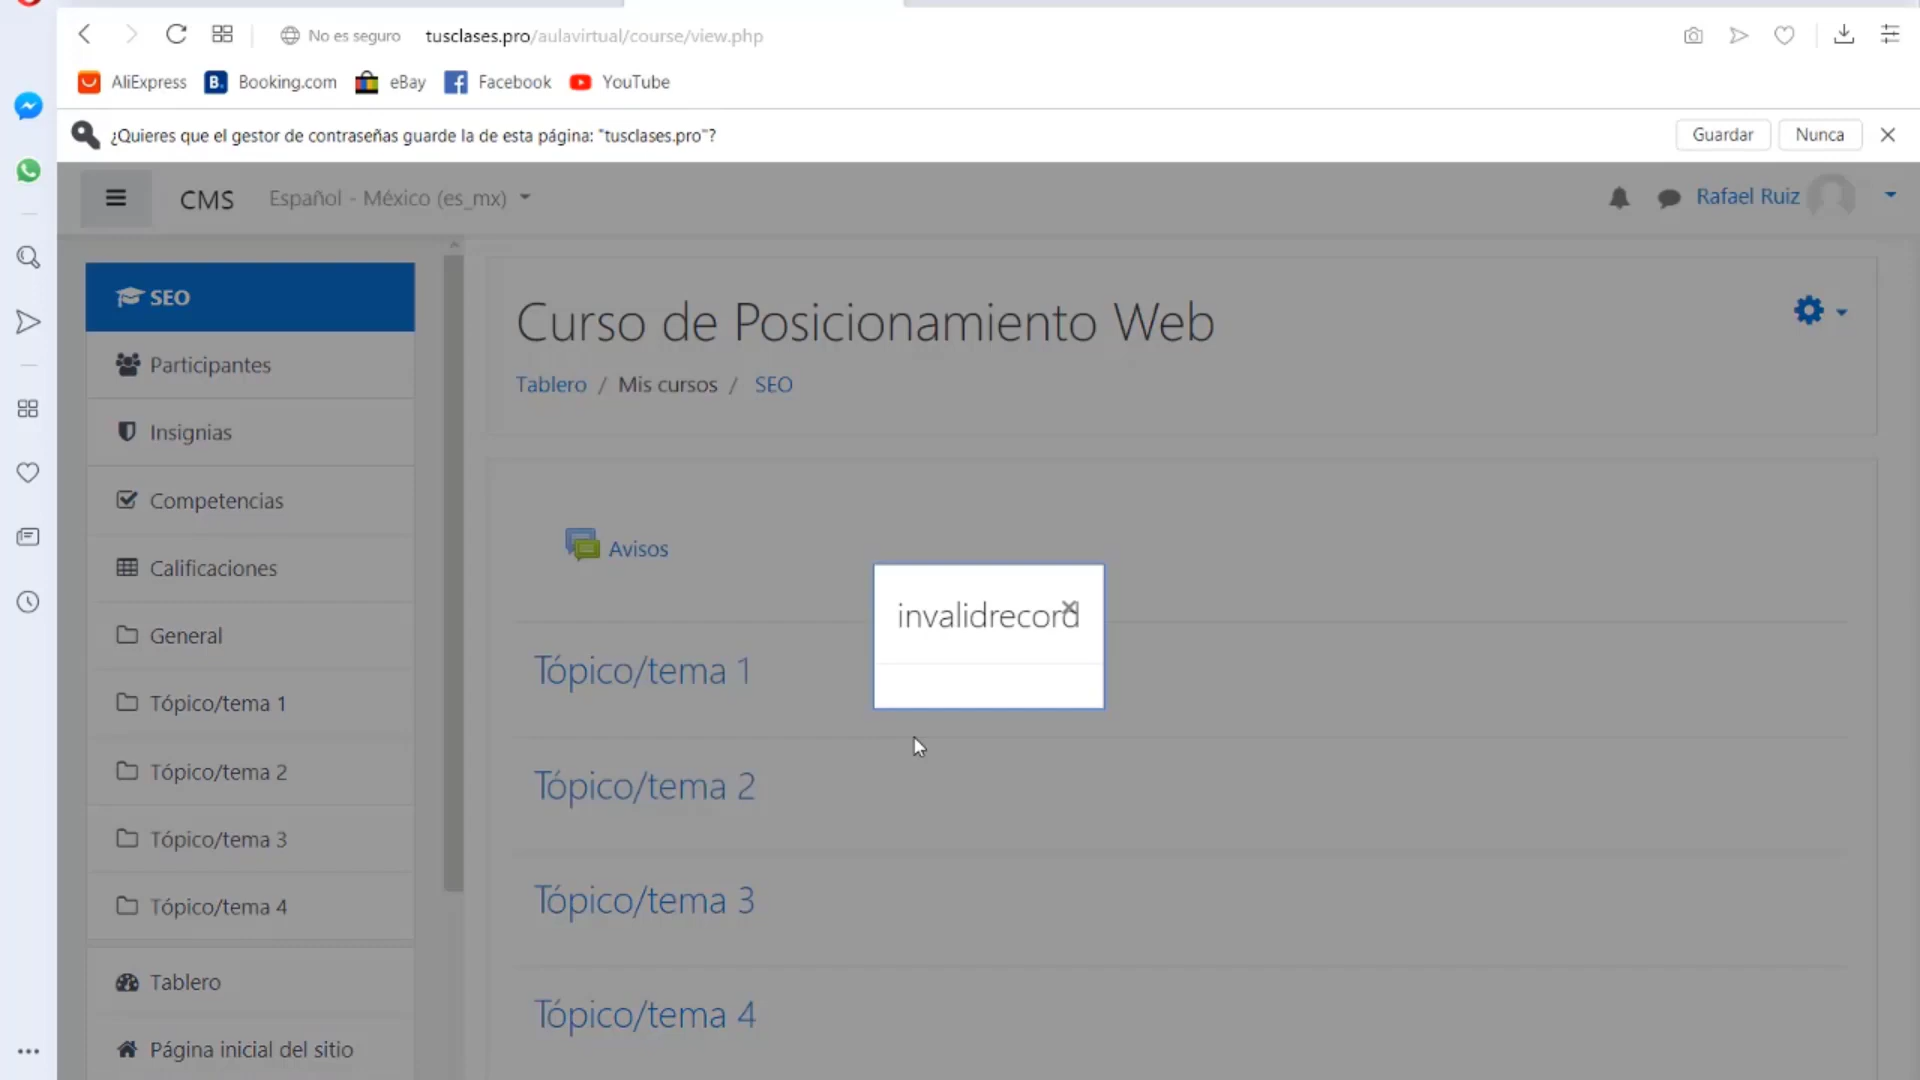 No es seguro
tusclases.pro/aulavirtual/course/view.php
AliExpress
B.
Booking.com
eBay
Facebook
YouTube
¿Quieres que el gestor de contraseñas guarde la de esta página: "tusclases.pro"?
Guardar
Nunca
CMS
Español - México (es_mx)
Rafael Ruiz
SEO
Participantes
Insignias
Competencias
Calificaciones
General
Tópico/tema 1
Tópico/tema 2
Tópico/tema 3
Tópico/tema 4
Tablero
Página inicial del sitio
Curso de Posicionamiento Web
Tablero / Mis cursos / SEO
Avisos
invalidrecord
Tópico/tema 1
Tópico/tema 2
Tópico/tema 3
Tópico/tema 4